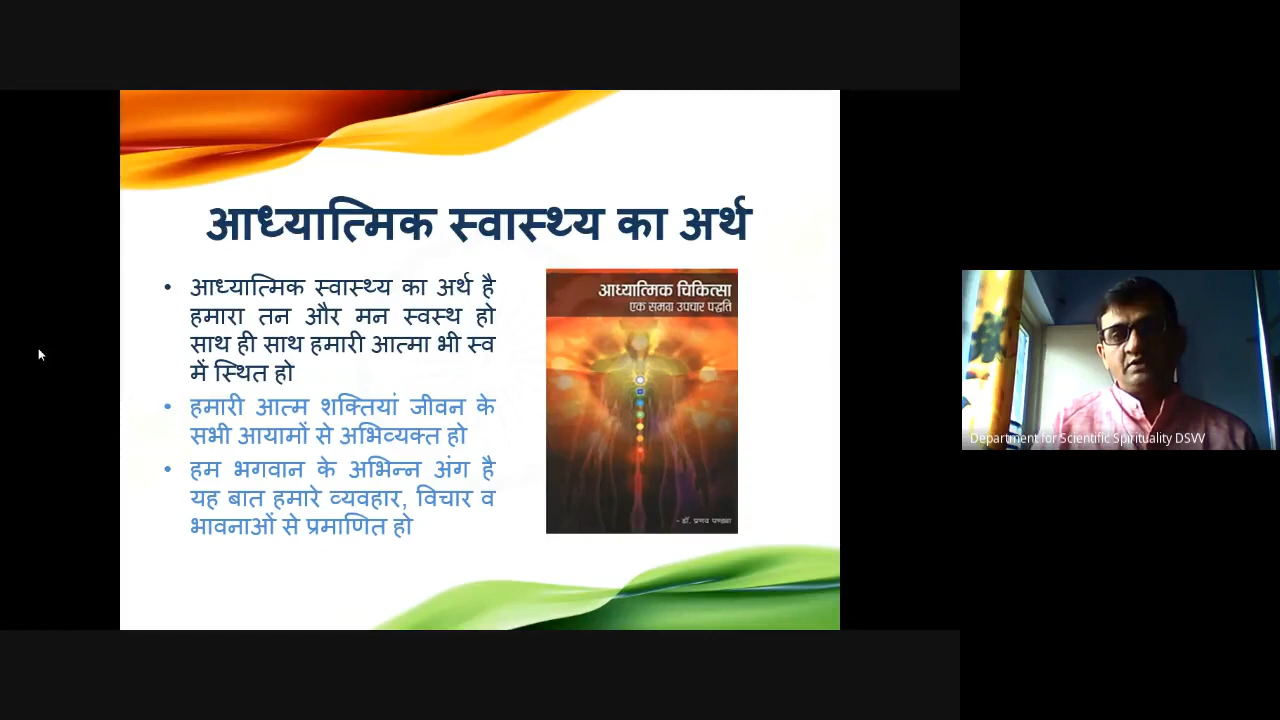 आध्यात्मिक स्वास्थ्य का अर्थ
• आध्यात्मिक स्वास्थ्य का अर्थ है
हमारा तन और मन स्वस्थ हो
साथ ही साथ हमारी आत्मा भी स्व
में स्थित हो
• हमारी आत्म शक्तियां जीवन के
सभी आयामों से अभिव्यक्त हो
• हम भगवान के अभिन्न अंग है
यह बात हमारे व्यवहार, विचार व
भावनाओं से प्रमाणित हो
आध्यात्मिक चिकित्सा
एक समग्र उपचार पद्धति
- डॉ. प्रणव पण्ड्या
Department for Scientific Spirituality DSVV